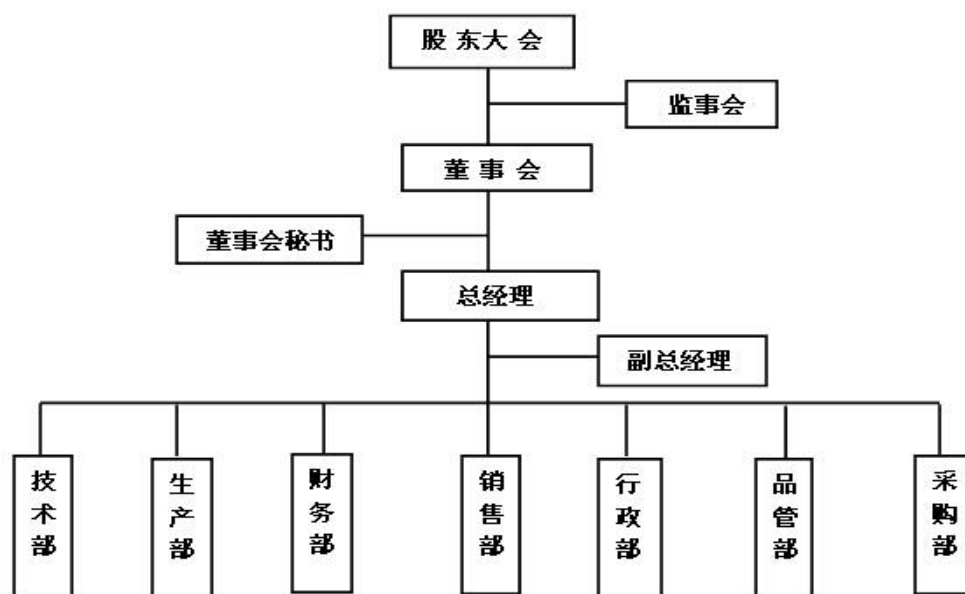 股东大会
监事会
董事会
董事会秘书
总经理
副总经理
技术部
生产部
财务部
销售部
行政部
品管部
采购部